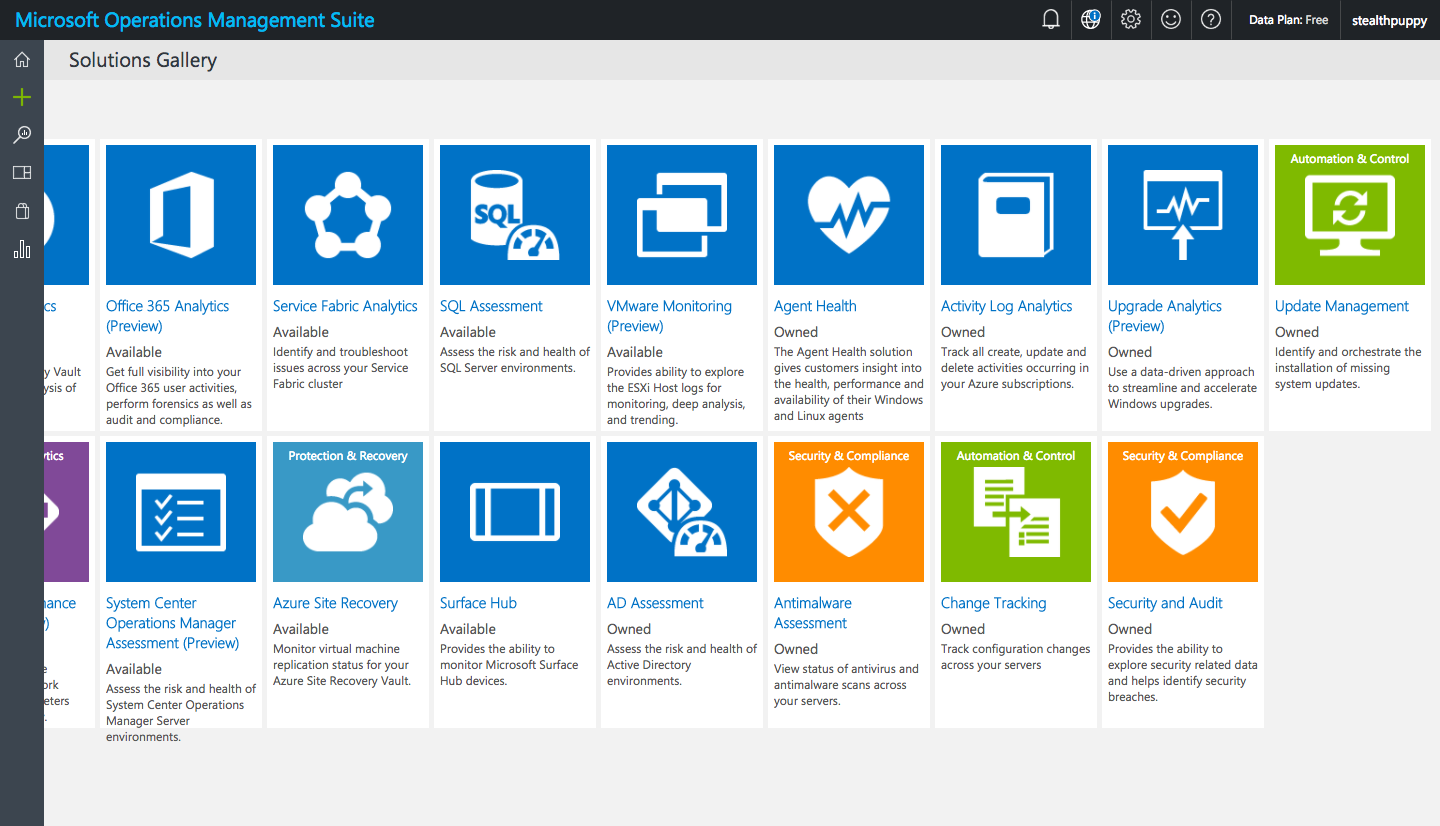 Microsoft Operations Management Suite
Data Plan: Free
stealthpuppy
Solutions Gallery
cs
y Vault
ysis of
Office 365 Analytics
(Preview)
Available
Get full visibility into your
Office 365 user activities,
perform forensics as well as
audit and compliance.
Service Fabric Analytics
Available
Identify and troubleshoot
issues across your Service
Fabric cluster
SQL
SQL Assessment
Available
Assess the risk and health of
SQL Server environments.
VMware Monitoring
(Preview)
Available
Provides ability to explore
the ESXi Host logs for
monitoring, deep analysis,
and trending.
Agent Health
Owned
The Agent Health solution
gives customers insight into
the health, performance and
availability of their Windows
and Linux agents
Activity Log Analytics
Owned
Track all create, update and
delete activities occurring in
your Azure subscriptions.
Upgrade Analytics
(Preview)
Owned
Use a data-driven approach
to streamline and accelerate
Windows upgrades.
Automation & Control
Update Management
Owned
Identify and orchestrate the
installation of missing
system updates.
ytics
nance
)
e
ork
eters
.
System Center
Operations Manager
Assessment (Preview)
Available
Assess the risk and health of
System Center Operations
Manager Server
environments.
Protection & Recovery
Azure Site Recovery
Available
Monitor virtual machine
replication status for your
Azure Site Recovery Vault.
Surface Hub
Available
Provides the ability to
monitor Microsoft Surface
Hub devices.
AD Assessment
Owned
Assess the risk and health of
Active Directory
environments.
Security & Compliance
Antimalware
Assessment
Owned
View status of antivirus and
antimalware scans across
your servers.
Automation & Control
Change Tracking
Owned
Track configuration changes
across your servers
Security & Compliance
Security and Audit
Owned
Provides the ability to
explore security related data
and helps identify security
breaches.